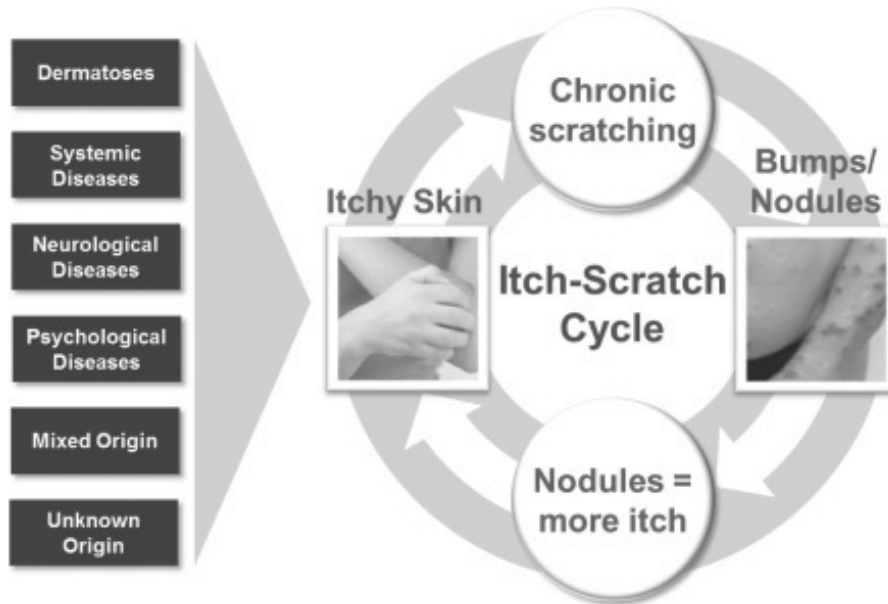 Dermatoses
Systemic
Diseases
Neurological
Diseases
Psychological
Diseases
Mixed Origin
Unknown
Origin
Itchy Skin
Chronic
scratching
Bumps/
Nodules
Itch-Scratch
Cycle
Nodules =
more itch